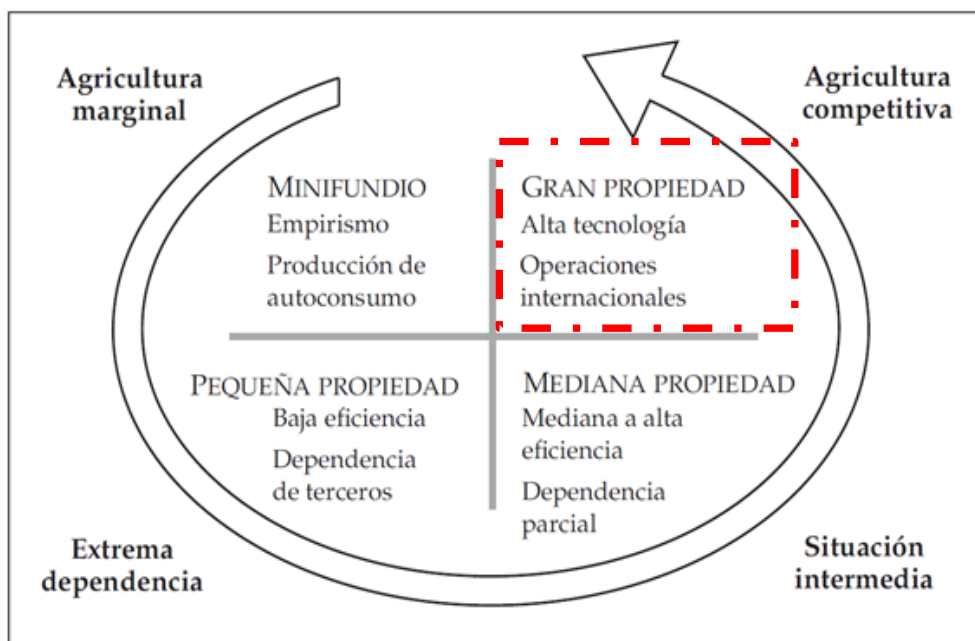 Agricultura
marginal
Agricultura
competitiva
MINIFUNDIO
Empirismo
Producción de
autoconsumo
GRAN PROPIEDAD
Alta tecnología
Operaciones
internacionales
PEQUEÑA PROPIEDAD
Baja eficiencia
Dependencia
de terceros
MEDIANA PROPIEDAD
Mediana a alta
eficiencia
Dependencia
parcial
Extrema
dependencia
Situación
intermedia